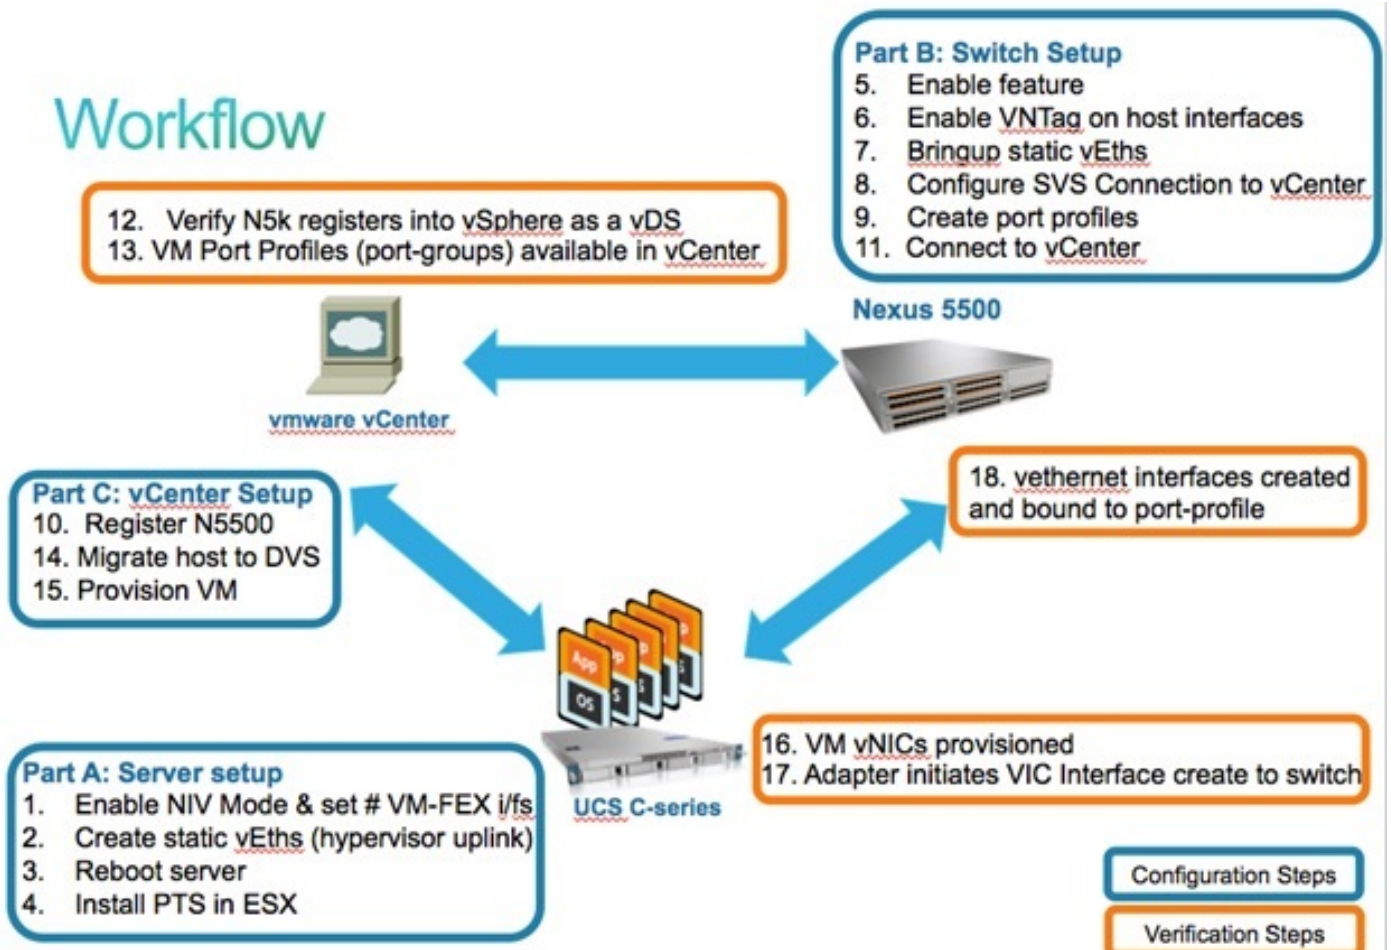 Workflow
Part B: Switch Setup
5. Enable feature
6. Enable VNTag on host interfaces
7. Bringup static vEths
8. Configure SVS Connection to vCenter
9. Create port profiles
11. Connect to vCenter
12. Verify N5k registers into vSphere as a vDS
13. VM Port Profiles (port-groups) available in vCenter
Nexus 5500
vmware vCenter
Part C: vCenter Setup
10. Register N5500
14. Migrate host to DVS
15. Provision VM
18. vethernet interfaces created
and bound to port-profile
App
OS
UCS C-series
16. VM vNICs provisioned
17. Adapter initiates VIC Interface create to switch
Part A: Server setup
1. Enable NIV Mode & set # VM-FEX i/fs
2. Create static vEths (hypervisor uplink)
3. Reboot server
4. Install PTS in ESX
Configuration Steps
Verification Steps